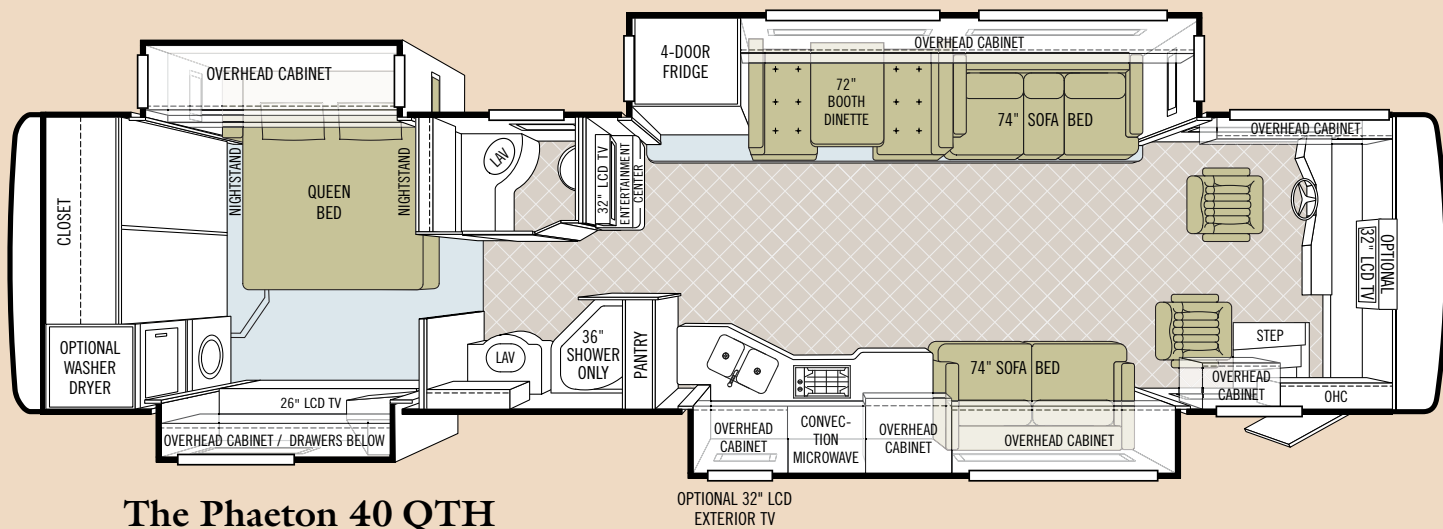 OVERHEAD CABINET
4-DOOR
FRIDGE
OVERHEAD CABINET
72"
BOOTH
DINETTE
74" SOFA BED
OVERHEAD CABINET
CLOSET
NIGHTSTAND
QUEEN
BED
NIGHTSTAND
LAV
32" LCD TV
ENTERTAINMENT
CENTER
OPTIONAL
32" LCD TV
OPTIONAL
WASHER
DRYER
LAV
36"
SHOWER
ONLY
PANTRY
74" SOFA BED
STEP
OVERHEAD
CABINET
OHC
26" LCD TV
OVERHEAD CABINET / DRAWERS BELOW
OVERHEAD
CABINET
CONVEC-
TION
MICROWAVE
OVERHEAD
CABINET
OVERHEAD CABINET
OPTIONAL 32" LCD
EXTERIOR TV
The Phaeton 40 QTH